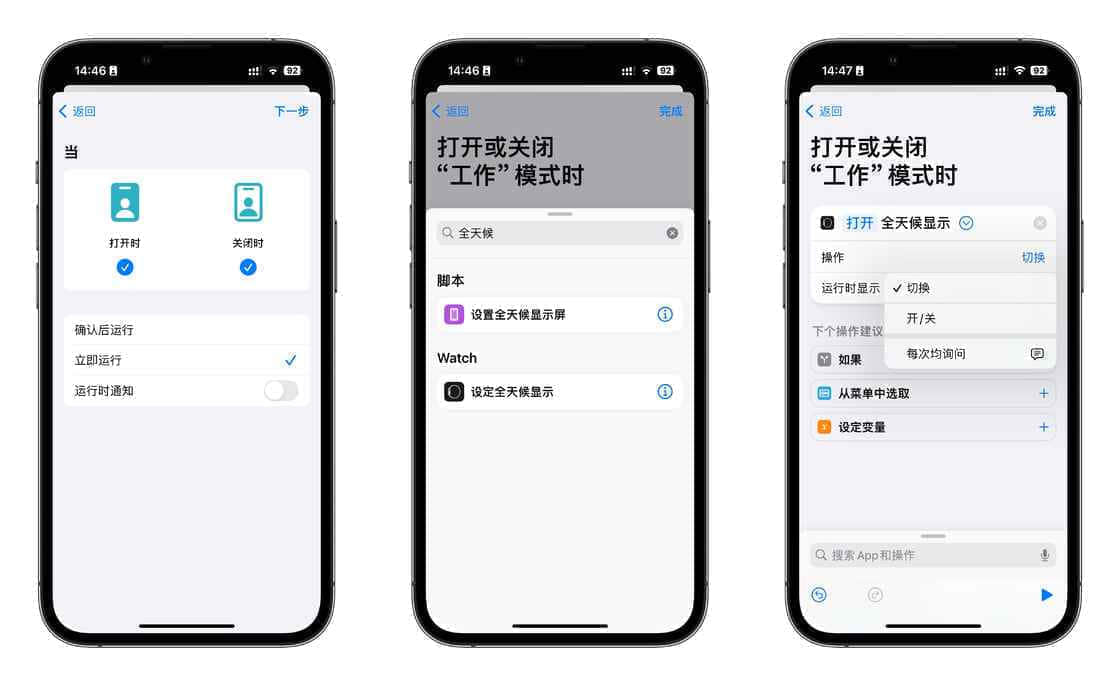 14:46
92
返回
下一步
当
打开时
关闭时
确认后运行
立即运行
运行时通知
14:46
92
返回
完成
打开或关闭
“工作” 模式时
全天候
脚本
设置全天候显示屏
Watch
设定全天候显示
14:47
92
返回
完成
打开或关闭
“工作” 模式时
打开 全天候显示
操作
切换
运行时显示
切换
开/关
每次均询问
下个操作建议
如果
从菜单中选取
设定变量
搜索 App 和操作